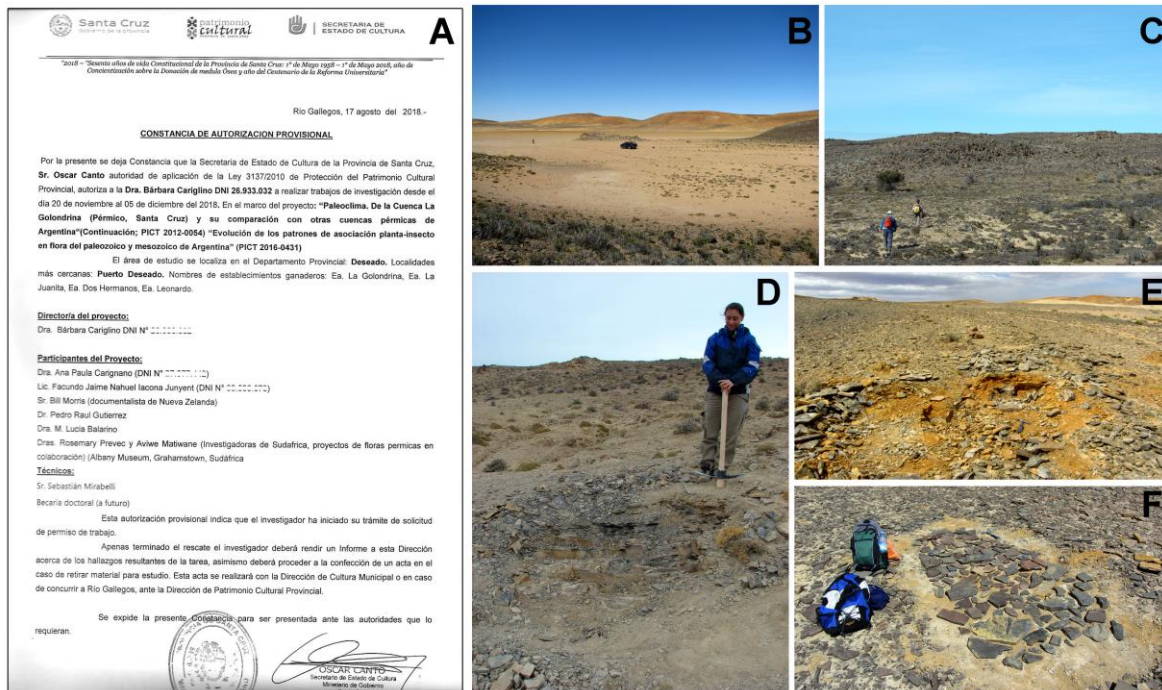 A
Santa Cruz
Gobierno de la provincia
patrimonio
cultural
SECRETARIA DE
ESTADO DE CULTURA
"2018 – "Sesenta años de vida Constitucional de la Provincia de Santa Cruz: 1º de Mayo 1958 – 1º de Mayo 2018, año de
Concientización sobre la Donación de medula Ósea y año del Centenario de la Reforma Universitaria"
Río Gallegos, 17 agosto del 2018.-
CONSTANCIA DE AUTORIZACION PROVISIONAL
Por la presente se deja Constancia que la Secretaria de Estado de Cultura de la Provincia de Santa Cruz,
Sr. Oscar Canto autoridad de aplicación de la Ley 3137/2010 de Protección del Patrimonio Cultural
Provincial, autoriza a la Dra. Bárbara Cariglino DNI 26.933.032 a realizar trabajos de investigación desde el
día 20 de noviembre al 05 de diciembre del 2018. En el marco del proyecto: "Paleoclima. De la Cuenca La
Golondrina (Pérmico, Santa Cruz) y su comparación con otras cuencas pérmicas de
Argentina"(Continuación; PICT 2012-0054) "Evolución de los patrones de asociación planta-insecto
en flora del paleozoico y mesozoico de Argentina" (PICT 2016-0431)
El área de estudio se localiza en el Departamento Provincial: Deseado. Localidades
más cercanas: Puerto Deseado. Nombres de establecimientos ganaderos: Ea. La Golondrina, Ea. La
Juanita, Ea. Dos Hermanos, Ea. Leonardo.
Director/a del proyecto:
Dra. Bárbara Cariglino DNI N°
Participantes del Proyecto:
Dra. Ana Paula Carignano (DNI N°
Lic. Facundo Jaime Nahuel Iacona Junyent (DNI N°
Sr. Bill Morris (documentalista de Nueva Zelanda)
Dr. Pedro Raul Gutierrez
Dra. M. Lucia Balarino
Dras. Rosemary Prevec y Aviwe Matiwane (Investigadoras de Sudafrica, proyectos de floras permicas en
colaboración) (Albany Museum, Grahamstown, Sudáfrica
Técnicos:
Sr. Sebastián Mirabelli
Becaria doctoral (a futuro)
Esta autorización provisional indica que el investigador ha iniciado su trámite de solicitud
de permiso de trabajo.
Apenas terminado el rescate el investigador deberá rendir un Informe a esta Dirección
acerca de los hallazgos resultantes de la tarea, asimismo deberá proceder a la confección de un acta en el
caso de retirar material para estudio. Esta acta se realizará con la Dirección de Cultura Municipal o en caso
de concurrir a Río Gallegos, ante la Dirección de Patrimonio Cultural Provincial.
Se expide la presente Constancia para ser presentada ante las autoridades que lo
requieran.
OSCAR CANTO
Secretario de Estado de Cultura
Ministerio de Gobierno
B
C
D
E
F